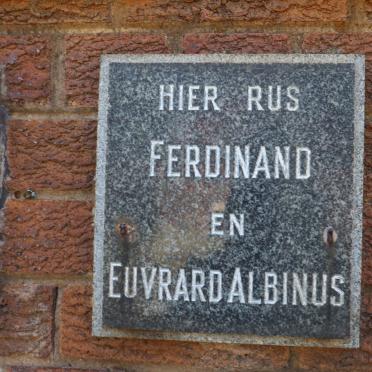 HIER RUS
FERDINAND
EN
EUVRARD ALBINUS